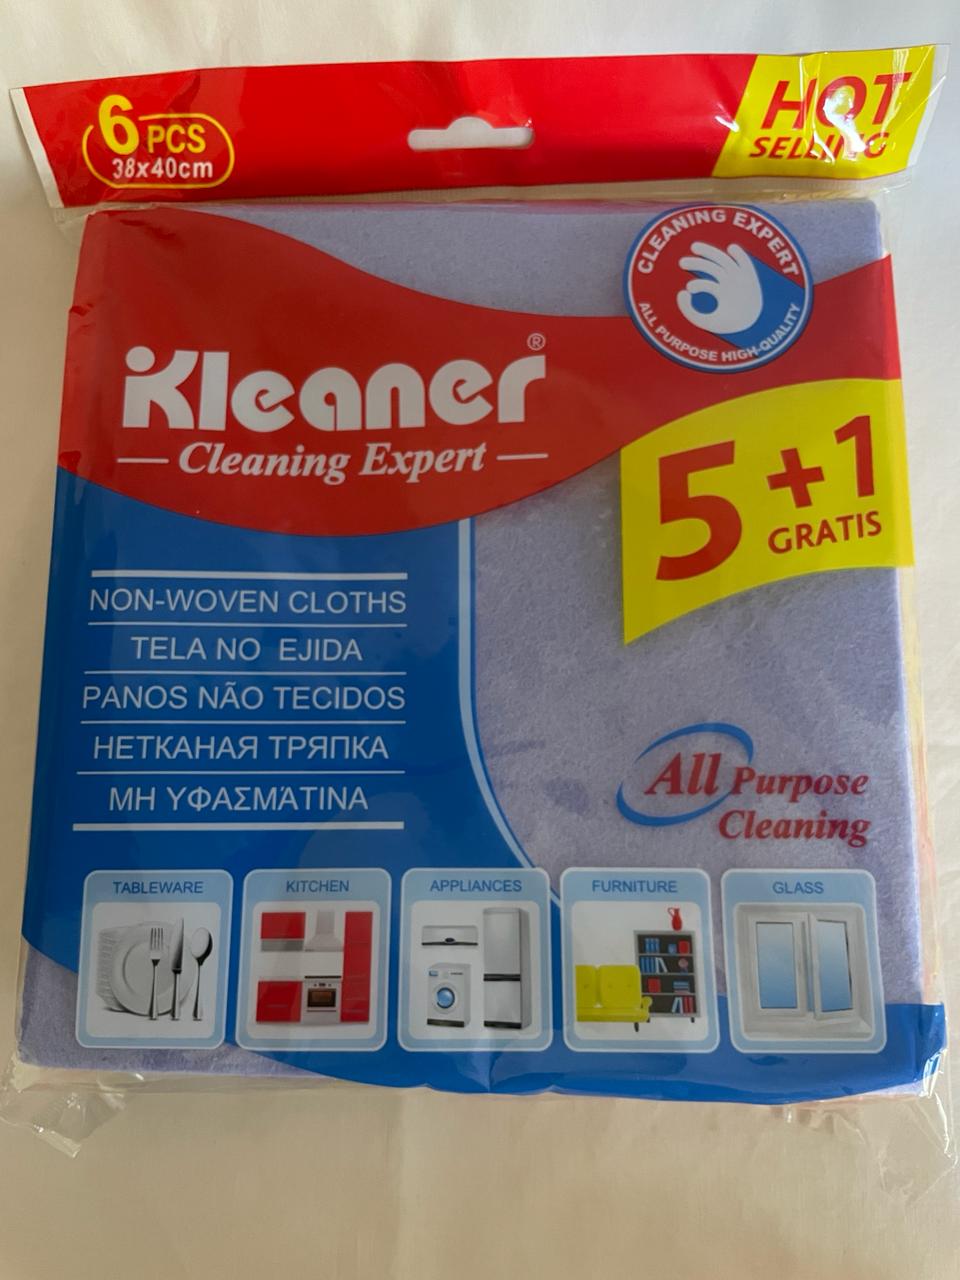 6 PCS
38x40cm
HOT
SELLING
CLEANING EXPERT
ALL PURPOSE HIGH-QUALITY
Kleaner®
Cleaning Expert
5+1
GRATIS
NON-WOVEN CLOTHS
TELA NO EJIDA
PANOS NÃO TECIDOS
НЕТКАНАЯ ТРЯПКА
ΜΗ ΥΦΑΣΜΆΤΙΝΑ
All Purpose
Cleaning
TABLEWARE
KITCHEN
APPLIANCES
FURNITURE
GLASS